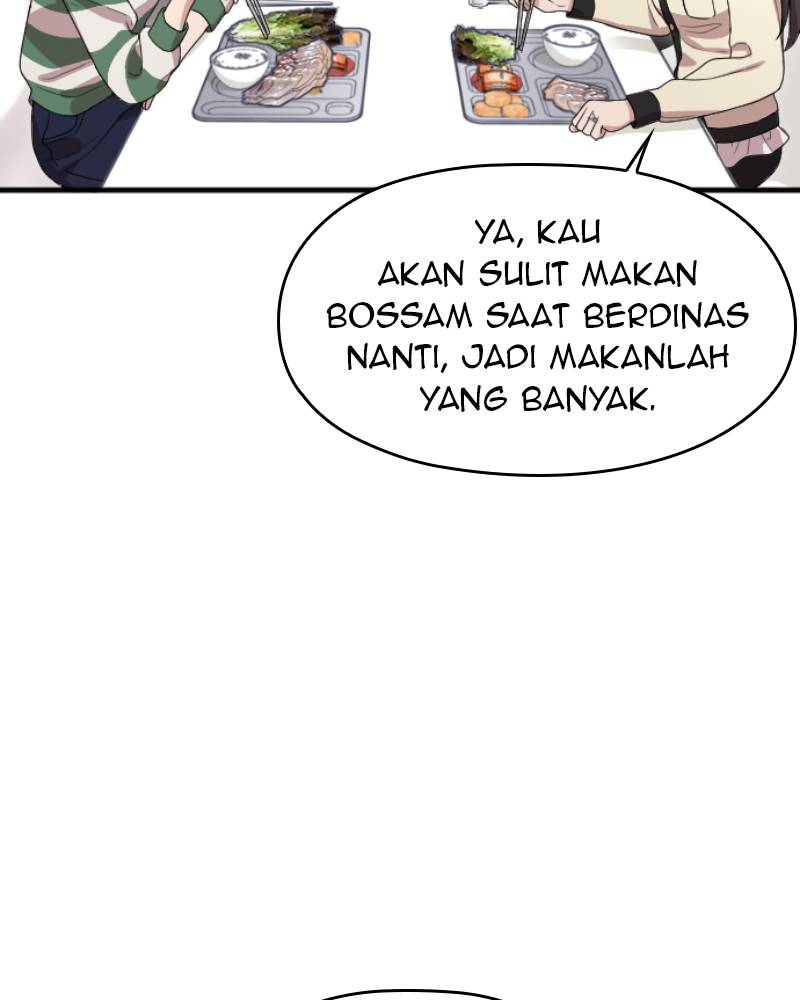 YA, KAU
AKAN SULIT MAKAN
BOSSAM SAAT BERDINAS
NANTI, JADI MAKANLAH
YANG BANYAK.